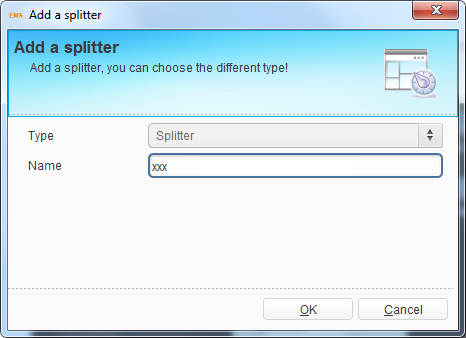 EMS Add a splitter
Add a splitter
Add a splitter, you can choose the different type!
Type Splitter
Name xxx
OK Cancel